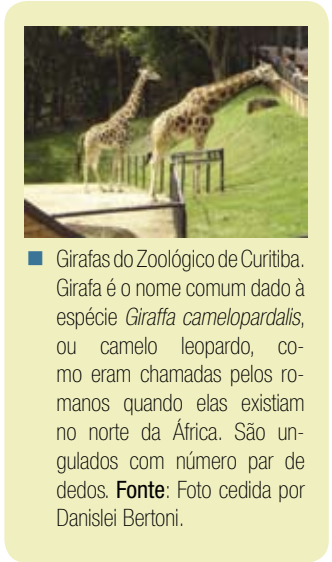 Girafas do Zoológico de Curitiba.
Girafa é o nome comum dado à
espécie Giraffa camelopardalis,
ou camelo leopardo, co-
mo eram chamadas pelos ro-
manos quando elas existiam
no norte da África. São un-
gulados com número par de
dedos. Fonte: Foto cedida por
Danislei Bertoni.